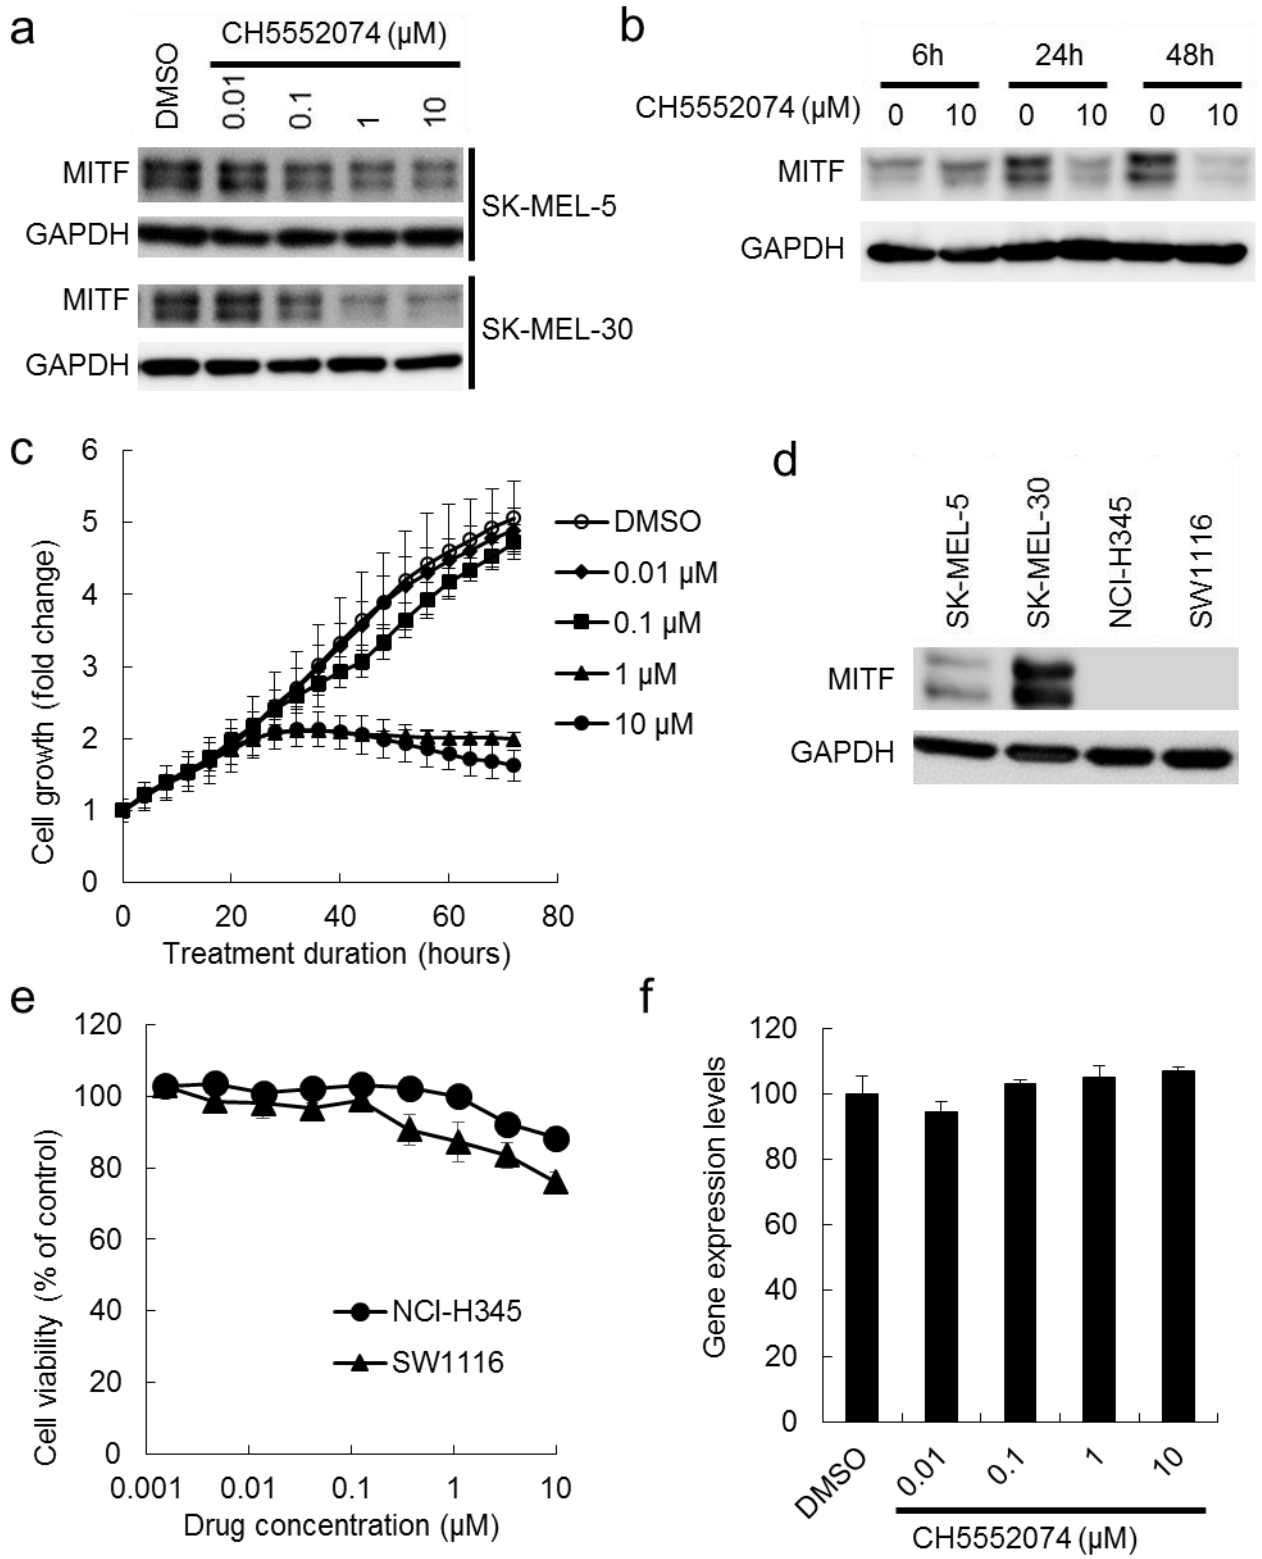 a
CH5552074 (µM)
DMSO
0.01
0.1
1
10
MITF
GAPDH
SK-MEL-5
MITF
GAPDH
SK-MEL-30
b
6h 24h 48h
CH5552074 (µM) 0 10 0 10 0 10
MITF
GAPDH
c
6
5
4
3
2
1
0
Cell growth (fold change)
0 20 40 60 80
Treatment duration (hours)
DMSO
0.01 µM
0.1 µM
1 µM
10 µM
d
SK-MEL-5
SK-MEL-30
NCI-H345
SW1116
MITF
GAPDH
e
120
100
80
60
40
20
0
Cell viability (% of control)
NCI-H345
SW1116
0.001 0.01 0.1 1 10
Drug concentration (µM)
f
120
100
80
60
40
20
0
Gene expression levels
DMSO
0.01
0.1
1
10
CH5552074 (µM)